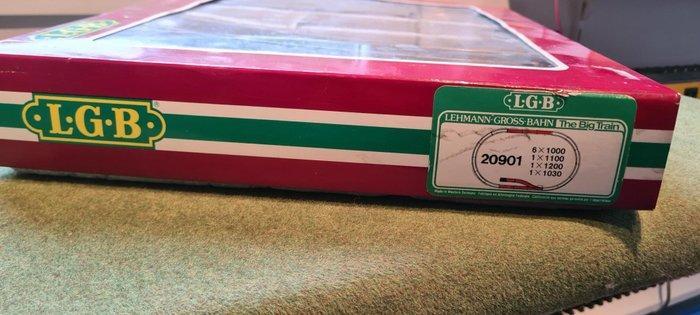 L·G·B
L·G·B®
L·G·B
LEHMANN·GROSS·BAHN The Big Train
20901
6 × 1000
1 × 1100
1 × 1200
1 × 1030
Made in Western Germany